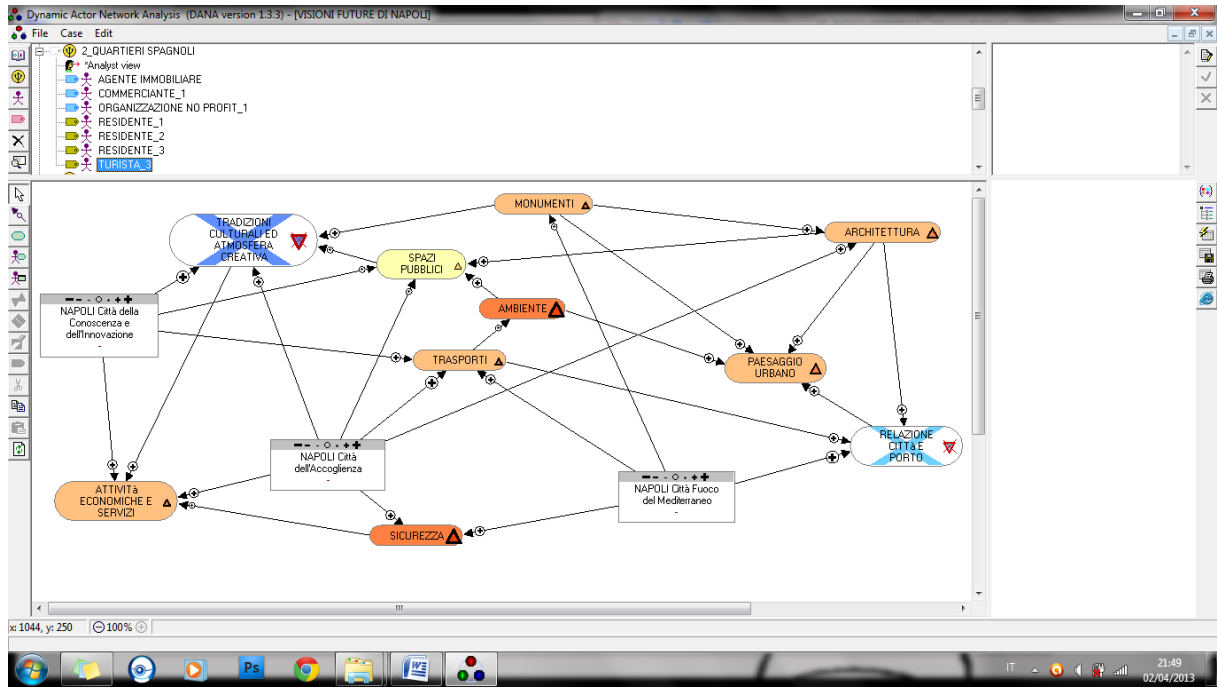 Dynamic Actor Network Analysis (DANA version 1.3.3) - [VISIONI FUTURE DI NAPOLI]
File Case Edit
2_QUARTIERI SPAGNOLI
*Analyst view
AGENTE IMMOBILIARE
COMMERCIANTE_1
ORGANIZZAZIONE NO PROFIT_1
RESIDENTE_1
RESIDENTE_2
RESIDENTE_3
TURISTA_3
MONUMENTI
TRADIZIONI
CULTURALI ED
ATMOSFERA
CREATIVA
ARCHITETTURA
SPAZI
PUBBLICI
AMBIENTE
NAPOLI Città della
Conoscenza e
dell'Innovazione
-
TRASPORTI
PAESAGGIO
URBANO
RELAZIONE
CITTà E
PORTO
NAPOLI Città
dell'Accoglienza
-
NAPOLI Città Fuoco
del Mediterraneo
-
ATTIVITà
ECONOMICHE E
SERVIZI
SICUREZZA
x: 1044, y: 250 100%
Ps
W
IT
21:49
02/04/2013